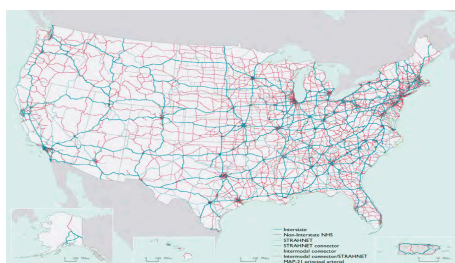 Interstate
Non-Interstate NHS
STRAHNET
STRAHNET connector
Intermodal connector
Intermodal connector/STRAHNET
MAP-21 principal arterial